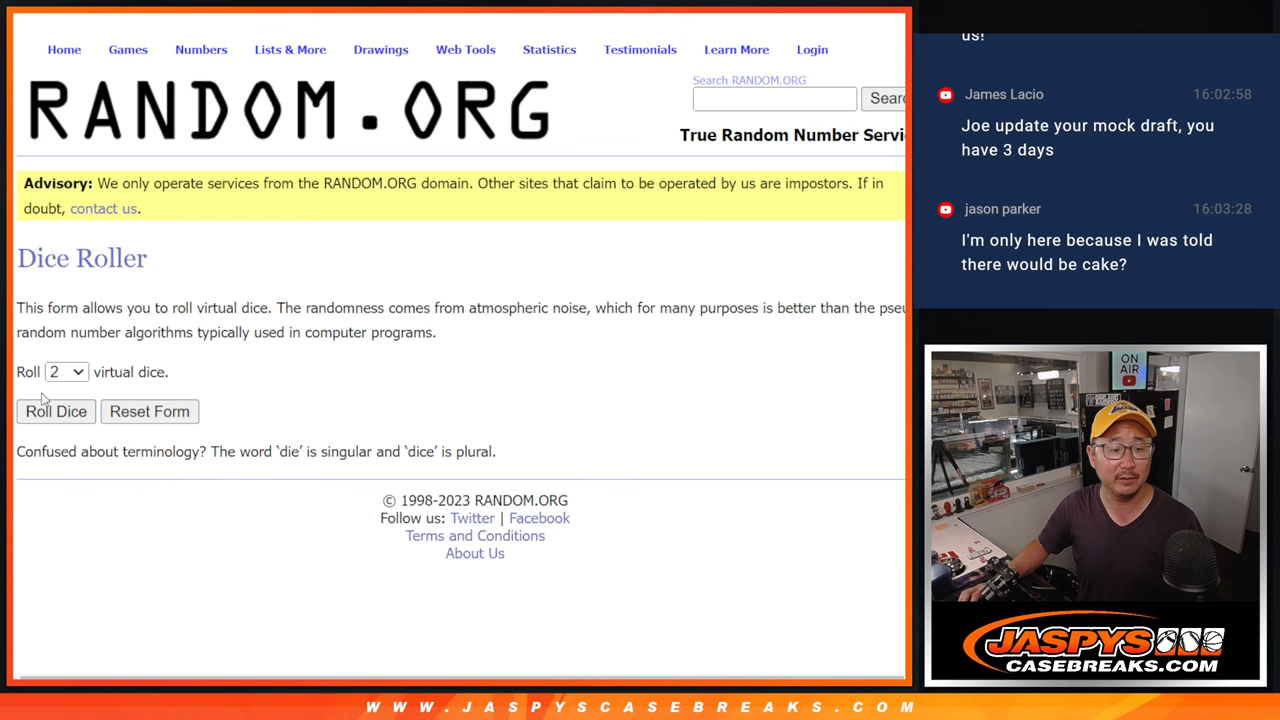 Home Games Numbers Lists & More Drawings Web Tools Statistics Testimonials Learn More Login
RANDOM.ORG
Search RANDOM.ORG
True Random Number Servi
Advisory: We only operate services from the RANDOM.ORG domain. Other sites that claim to be operated by us are impostors. If in
doubt, contact us.
Dice Roller
This form allows you to roll virtual dice. The randomness comes from atmospheric noise, which for many purposes is better than the pseu
random number algorithms typically used in computer programs.
Roll 2 virtual dice.
Roll Dice Reset Form
Confused about terminology? The word ‘die’ is singular and ‘dice’ is plural.
© 1998-2023 RANDOM.ORG
Follow us: Twitter | Facebook
Terms and Conditions
About Us
us!
James Lacio 16:02:58
Joe update your mock draft, you
have 3 days
jason parker 16:03:28
I'm only here because I was told
there would be cake?
ON
AIR
JASPYS
CASEBREAKS.COM
WWW.JASPYSCASEBREAKS.COM